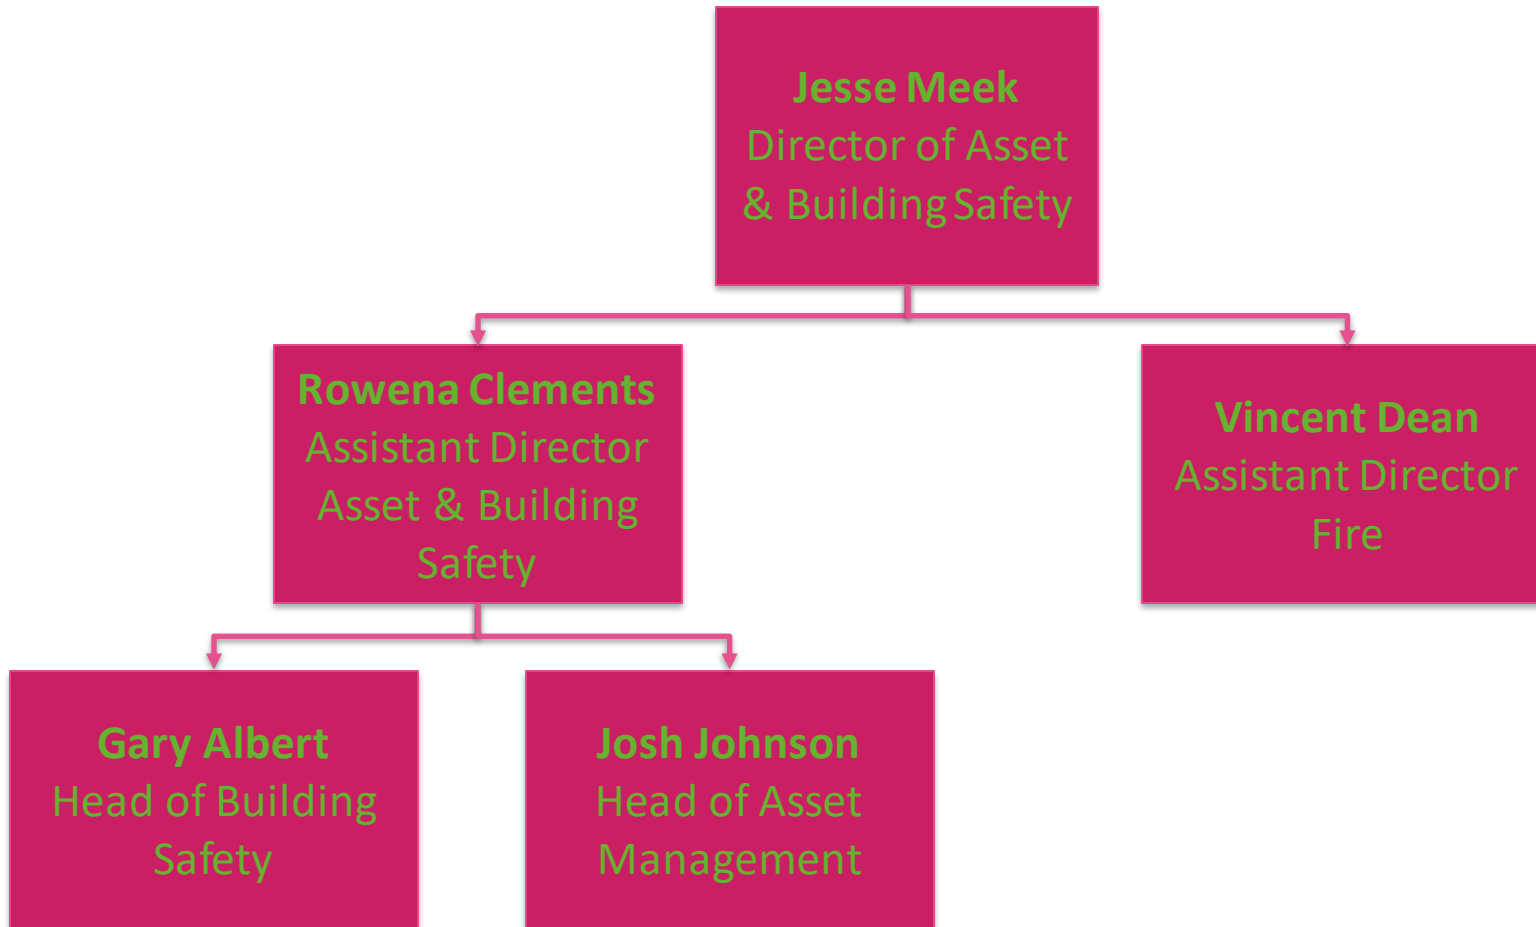 Jesse Meek
Director of Asset
& Building Safety
Rowena Clements
Assistant Director
Asset & Building
Safety
Vincent Dean
Assistant Director
Fire
Gary Albert
Head of Building
Safety
Josh Johnson
Head of Asset
Management